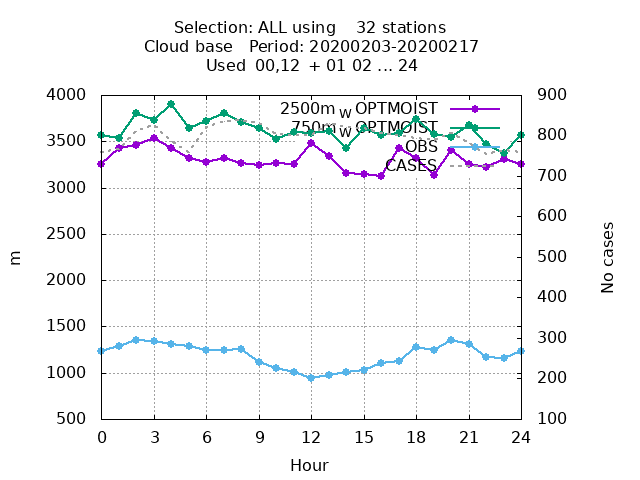 Selection: ALL using 32 stations
Cloud base Period: 20200203-20200217
Used 00,12 + 01 02 ... 24
4000 900
2500m W OPTMOIST
750m W OPTMOIST
3500 800
OBS
CASES
3000 700
600
2500
500
2000
400
1500
300
1000
200
500 100
m
No cases
0 3 6 9 12 15 18 21 24
Hour